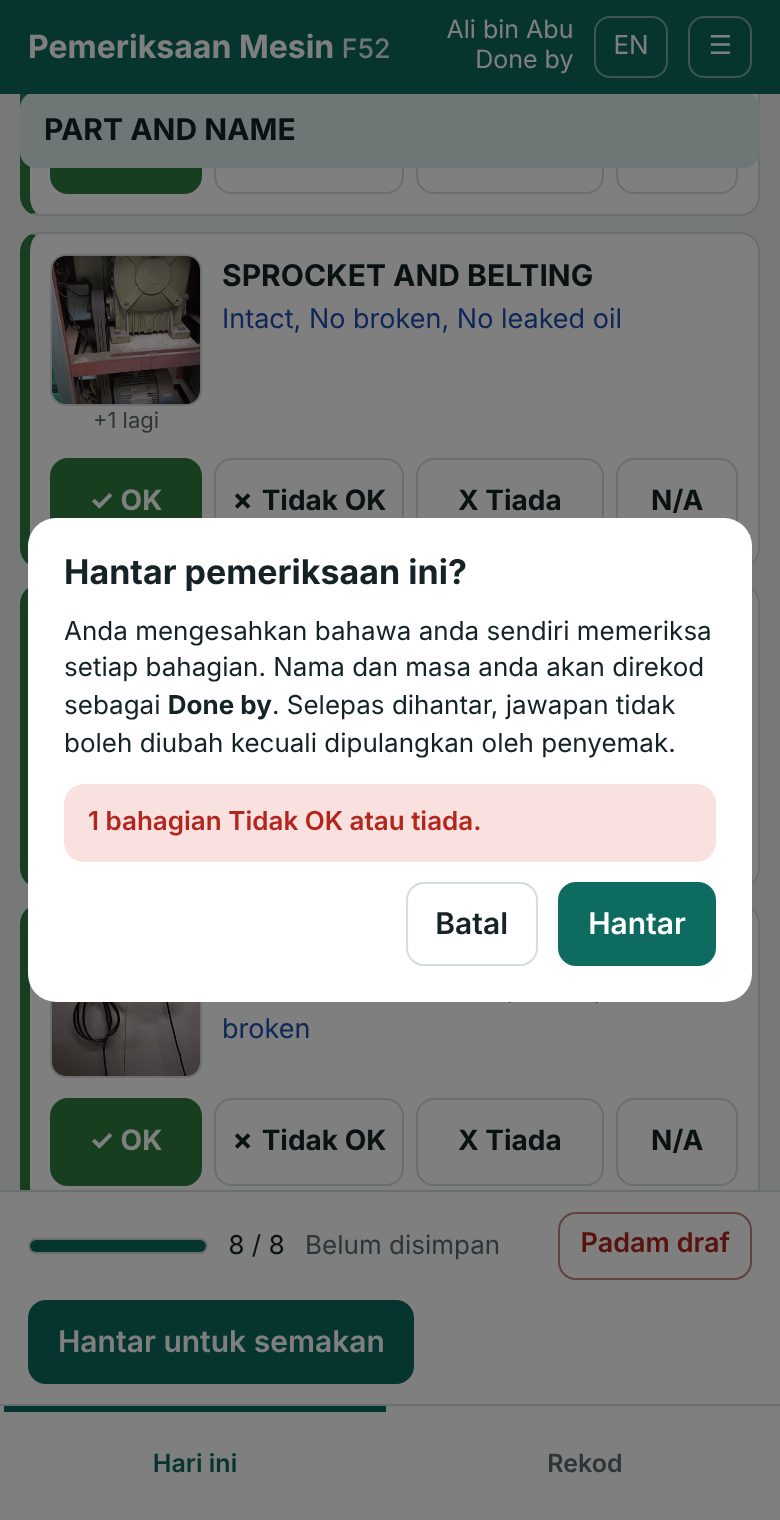 Pemeriksaan Mesin F52
Ali bin Abu
Done by
EN
☰
PART AND NAME
SPROCKET AND BELTING
Intact, No broken, No leaked oil
+1 lagi
✓ OK
× Tidak OK
X Tiada
N/A
Hantar pemeriksaan ini?
Anda mengesahkan bahawa anda sendiri memeriksa
setiap bahagian. Nama dan masa anda akan direkod
sebagai Done by. Selepas dihantar, jawapan tidak
boleh diubah kecuali dipulangkan oleh penyemak.
1 bahagian Tidak OK atau tiada.
Batal
Hantar
broken
✓ OK
× Tidak OK
X Tiada
N/A
8 / 8
Belum disimpan
Padam draf
Hantar untuk semakan
Hari ini
Rekod